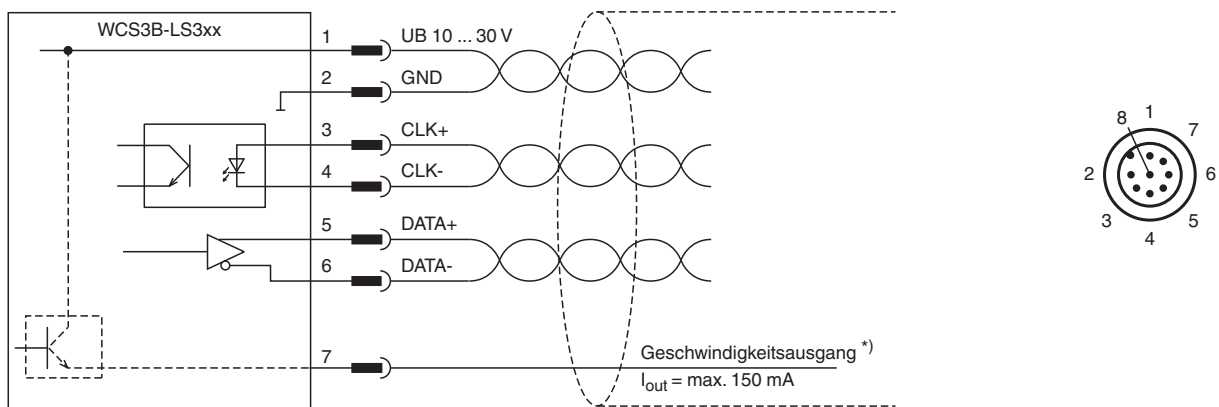 WCS3B-LS3xx
1 UB 10 ... 30 V
2 GND
3 CLK+
4 CLK-
5 DATA+
6 DATA-
7 Geschwindigkeitsausgang *)
I_out = max. 150 mA
8 1 7
2 6
3 5
4